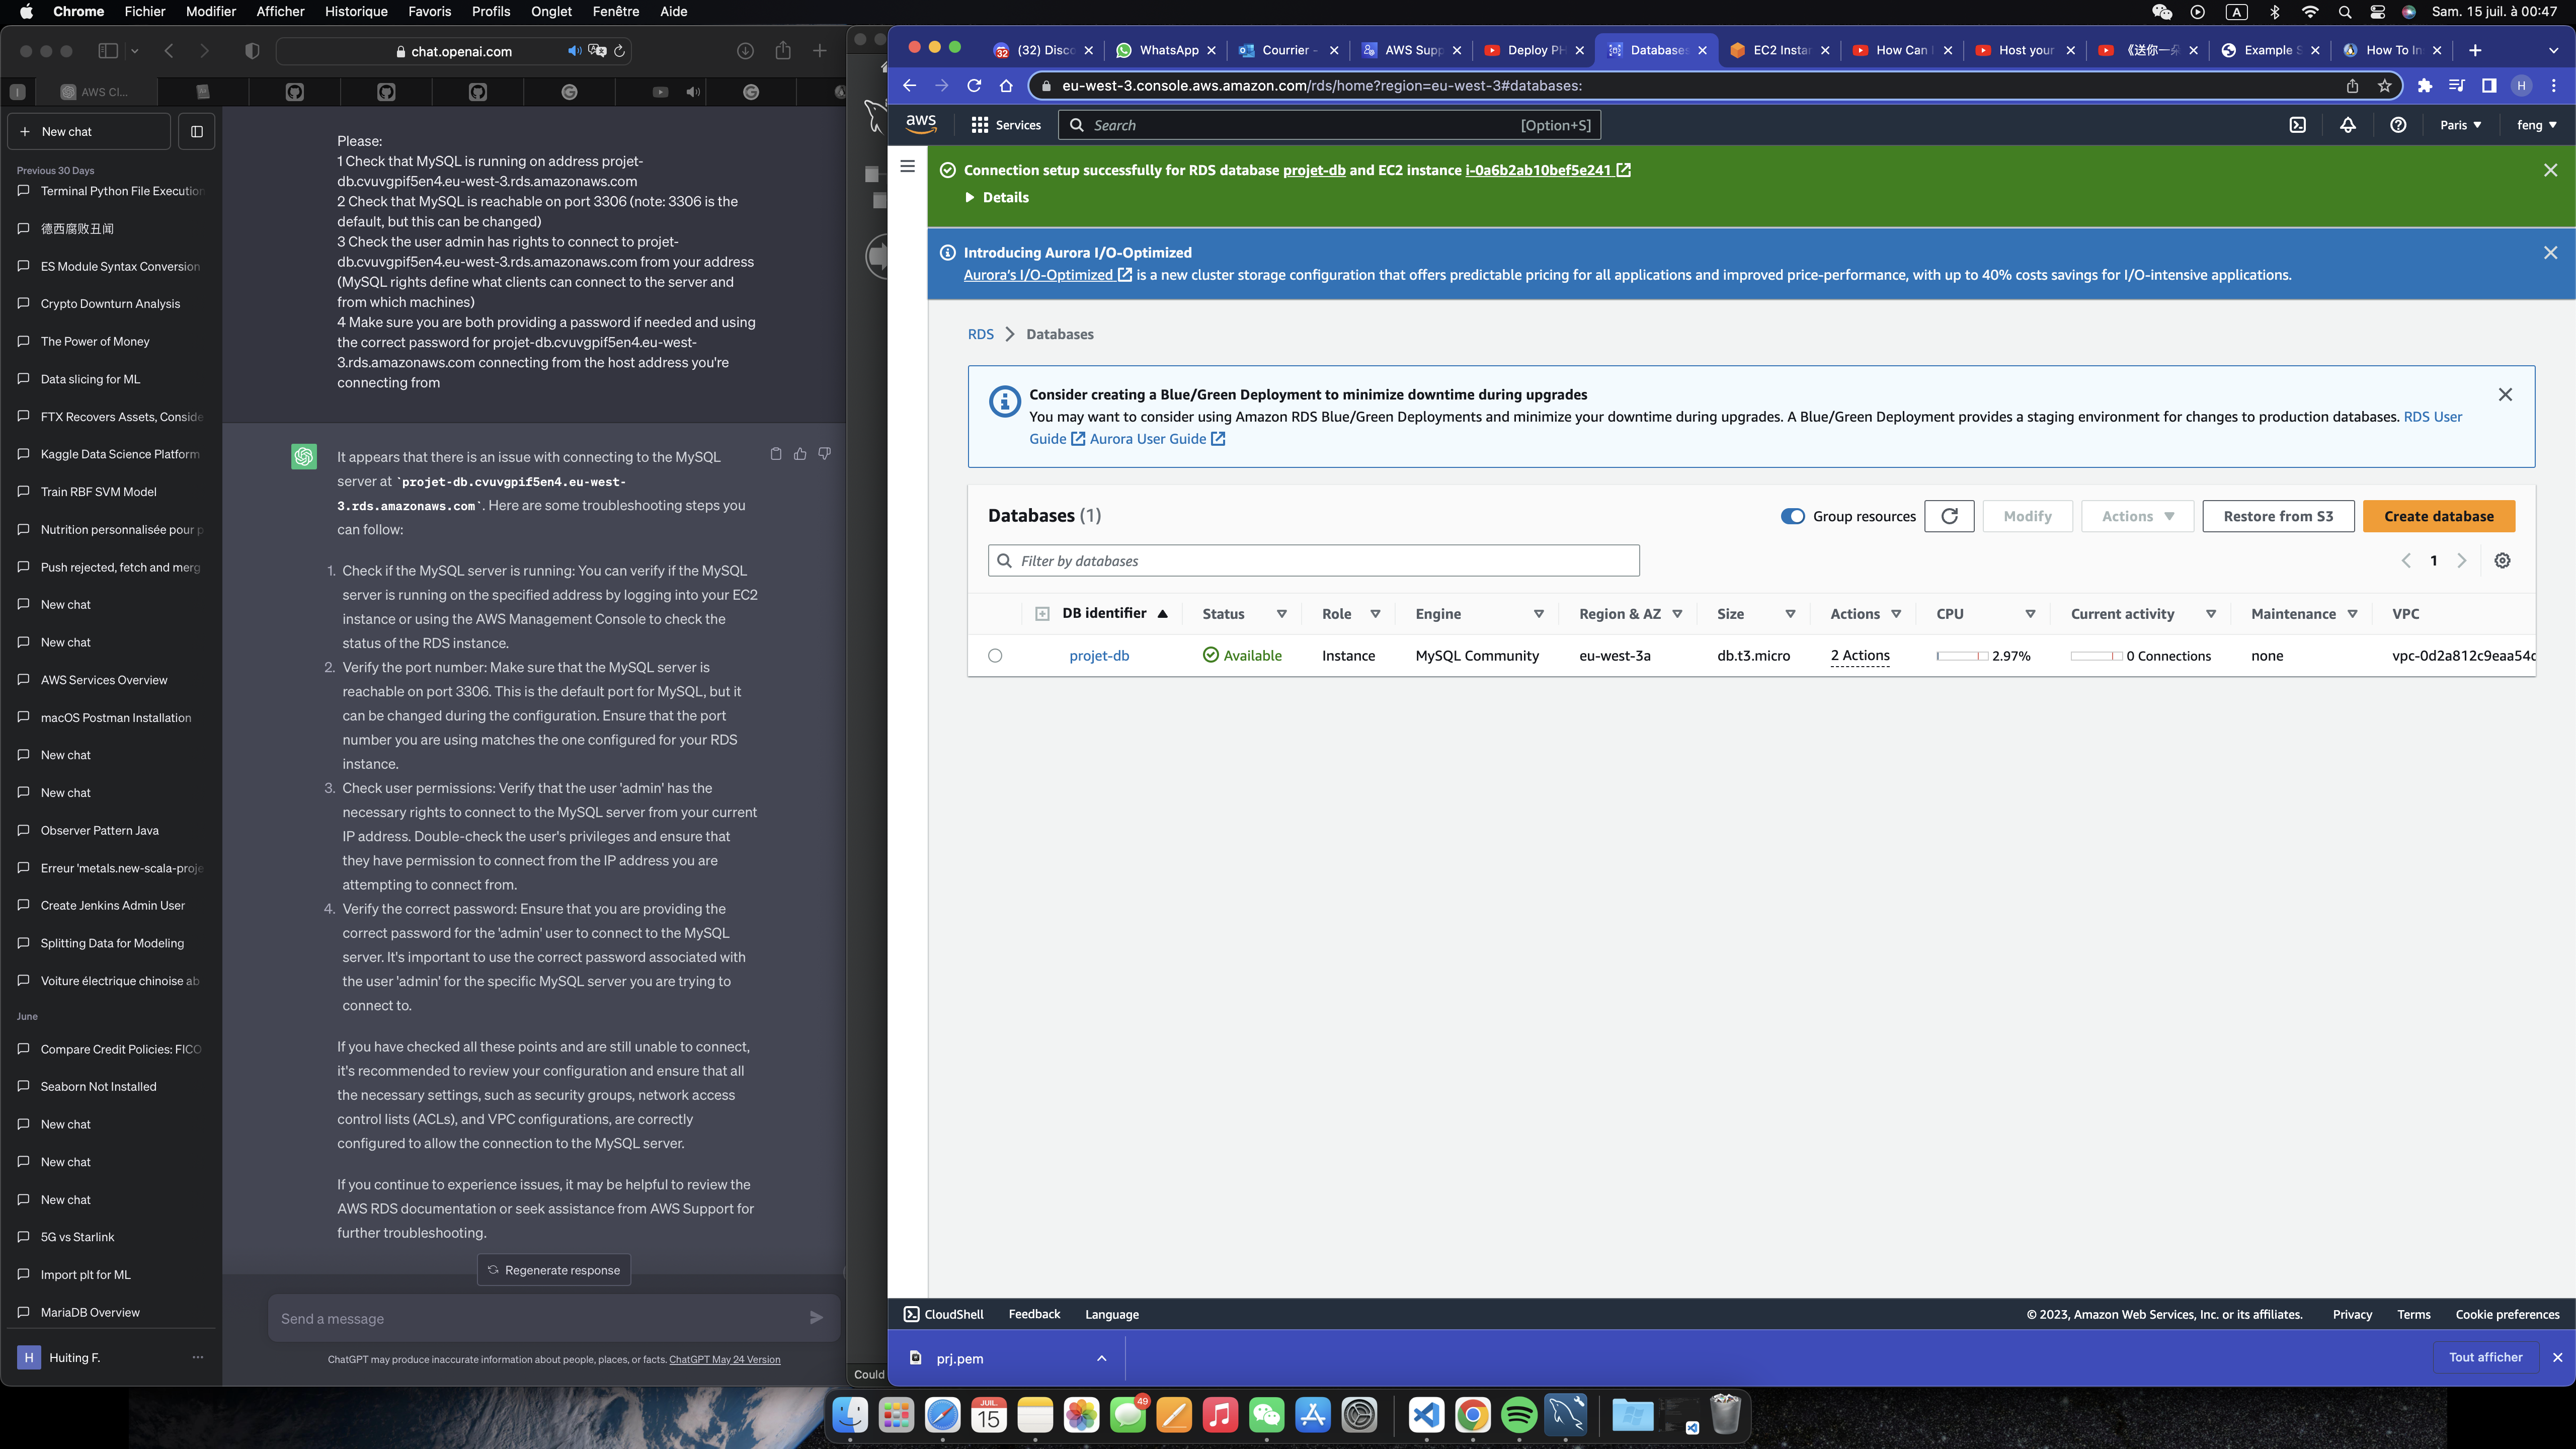 Chrome Fichier Modifier Afficher Historique Favoris Profils Onglet Fenêtre Aide
A
Sam. 15 juil. à 00:47
chat.openai.com
AWS Cl...
New chat
Previous 30 Days
Terminal Python File Execution
德西腐败丑闻
ES Module Syntax Conversion
Crypto Downturn Analysis
The Power of Money
Data slicing for ML
FTX Recovers Assets, Conside
Kaggle Data Science Platform
Train RBF SVM Model
Nutrition personnalisée pour p
Push rejected, fetch and merg
New chat
New chat
AWS Services Overview
macOS Postman Installation
New chat
New chat
Observer Pattern Java
Erreur 'metals.new-scala-proje
Create Jenkins Admin User
Splitting Data for Modeling
Voiture électrique chinoise ab
June
Compare Credit Policies: FICO
Seaborn Not Installed
New chat
New chat
New chat
5G vs Starlink
Import plt for ML
MariaDB Overview
H
Huiting F.
Please:
1 Check that MySQL is running on address projet-
db.cvuvgpif5en4.eu-west-3.rds.amazonaws.com
2 Check that MySQL is reachable on port 3306 (note: 3306 is the
default, but this can be changed)
3 Check the user admin has rights to connect to projet-
db.cvuvgpif5en4.eu-west-3.rds.amazonaws.com from your address
(MySQL rights define what clients can connect to the server and
from which machines)
4 Make sure you are both providing a password if needed and using
the correct password for projet-db.cvuvgpif5en4.eu-west-
3.rds.amazonaws.com connecting from the host address you're
connecting from
It appears that there is an issue with connecting to the MySQL
server at `projet-db.cvuvgpif5en4.eu-west-
3.rds.amazonaws.com`. Here are some troubleshooting steps you
can follow:
1. Check if the MySQL server is running: You can verify if the MySQL
server is running on the specified address by logging into your EC2
instance or using the AWS Management Console to check the
status of the RDS instance.
2. Verify the port number: Make sure that the MySQL server is
reachable on port 3306. This is the default port for MySQL, but it
can be changed during the configuration. Ensure that the port
number you are using matches the one configured for your RDS
instance.
3. Check user permissions: Verify that the user 'admin' has the
necessary rights to connect to the MySQL server from your current
IP address. Double-check the user's privileges and ensure that
they have permission to connect from the IP address you are
attempting to connect from.
4. Verify the correct password: Ensure that you are providing the
correct password for the 'admin' user to connect to the MySQL
server. It's important to use the correct password associated with
the user 'admin' for the specific MySQL server you are trying to
connect to.
If you have checked all these points and are still unable to connect,
it's recommended to review your configuration and ensure that all
the necessary settings, such as security groups, network access
control lists (ACLs), and VPC configurations, are correctly
configured to allow the connection to the MySQL server.
If you continue to experience issues, it may be helpful to review the
AWS RDS documentation or seek assistance from AWS Support for
further troubleshooting.
Regenerate response
Send a message
ChatGPT may produce inaccurate information about people, places, or facts. ChatGPT May 24 Version
Could
(32) Disco
WhatsApp
Courrier -
AWS Supp
Deploy PH
Databases
EC2 Instan
How Can
Host your
《送你一朵
Example S
How To In
eu-west-3.console.aws.amazon.com/rds/home?region=eu-west-3#databases:
H
aws
Services
Search
[Option+S]
Paris
feng
Connection setup successfully for RDS database projet-db and EC2 instance i-0a6b2ab10bef5e241
Details
Introducing Aurora I/O-Optimized
Aurora's I/O-Optimized is a new cluster storage configuration that offers predictable pricing for all applications and improved price-performance, with up to 40% costs savings for I/O-intensive applications.
RDS > Databases
Consider creating a Blue/Green Deployment to minimize downtime during upgrades
You may want to consider using Amazon RDS Blue/Green Deployments and minimize your downtime during upgrades. A Blue/Green Deployment provides a staging environment for changes to production databases. RDS User
Guide Aurora User Guide
Databases (1)
Group resources
Modify
Actions
Restore from S3
Create database
Filter by databases
1
DB identifier Status Role Engine Region & AZ Size Actions CPU Current activity Maintenance VPC
projet-db Available Instance MySQL Community eu-west-3a db.t3.micro 2 Actions 2.97% 0 Connections none vpc-0d2a812c9eaa54c
CloudShell Feedback Language
© 2023, Amazon Web Services, Inc. or its affiliates. Privacy Terms Cookie preferences
prj.pem
Tout afficher
JUIL.
15
49